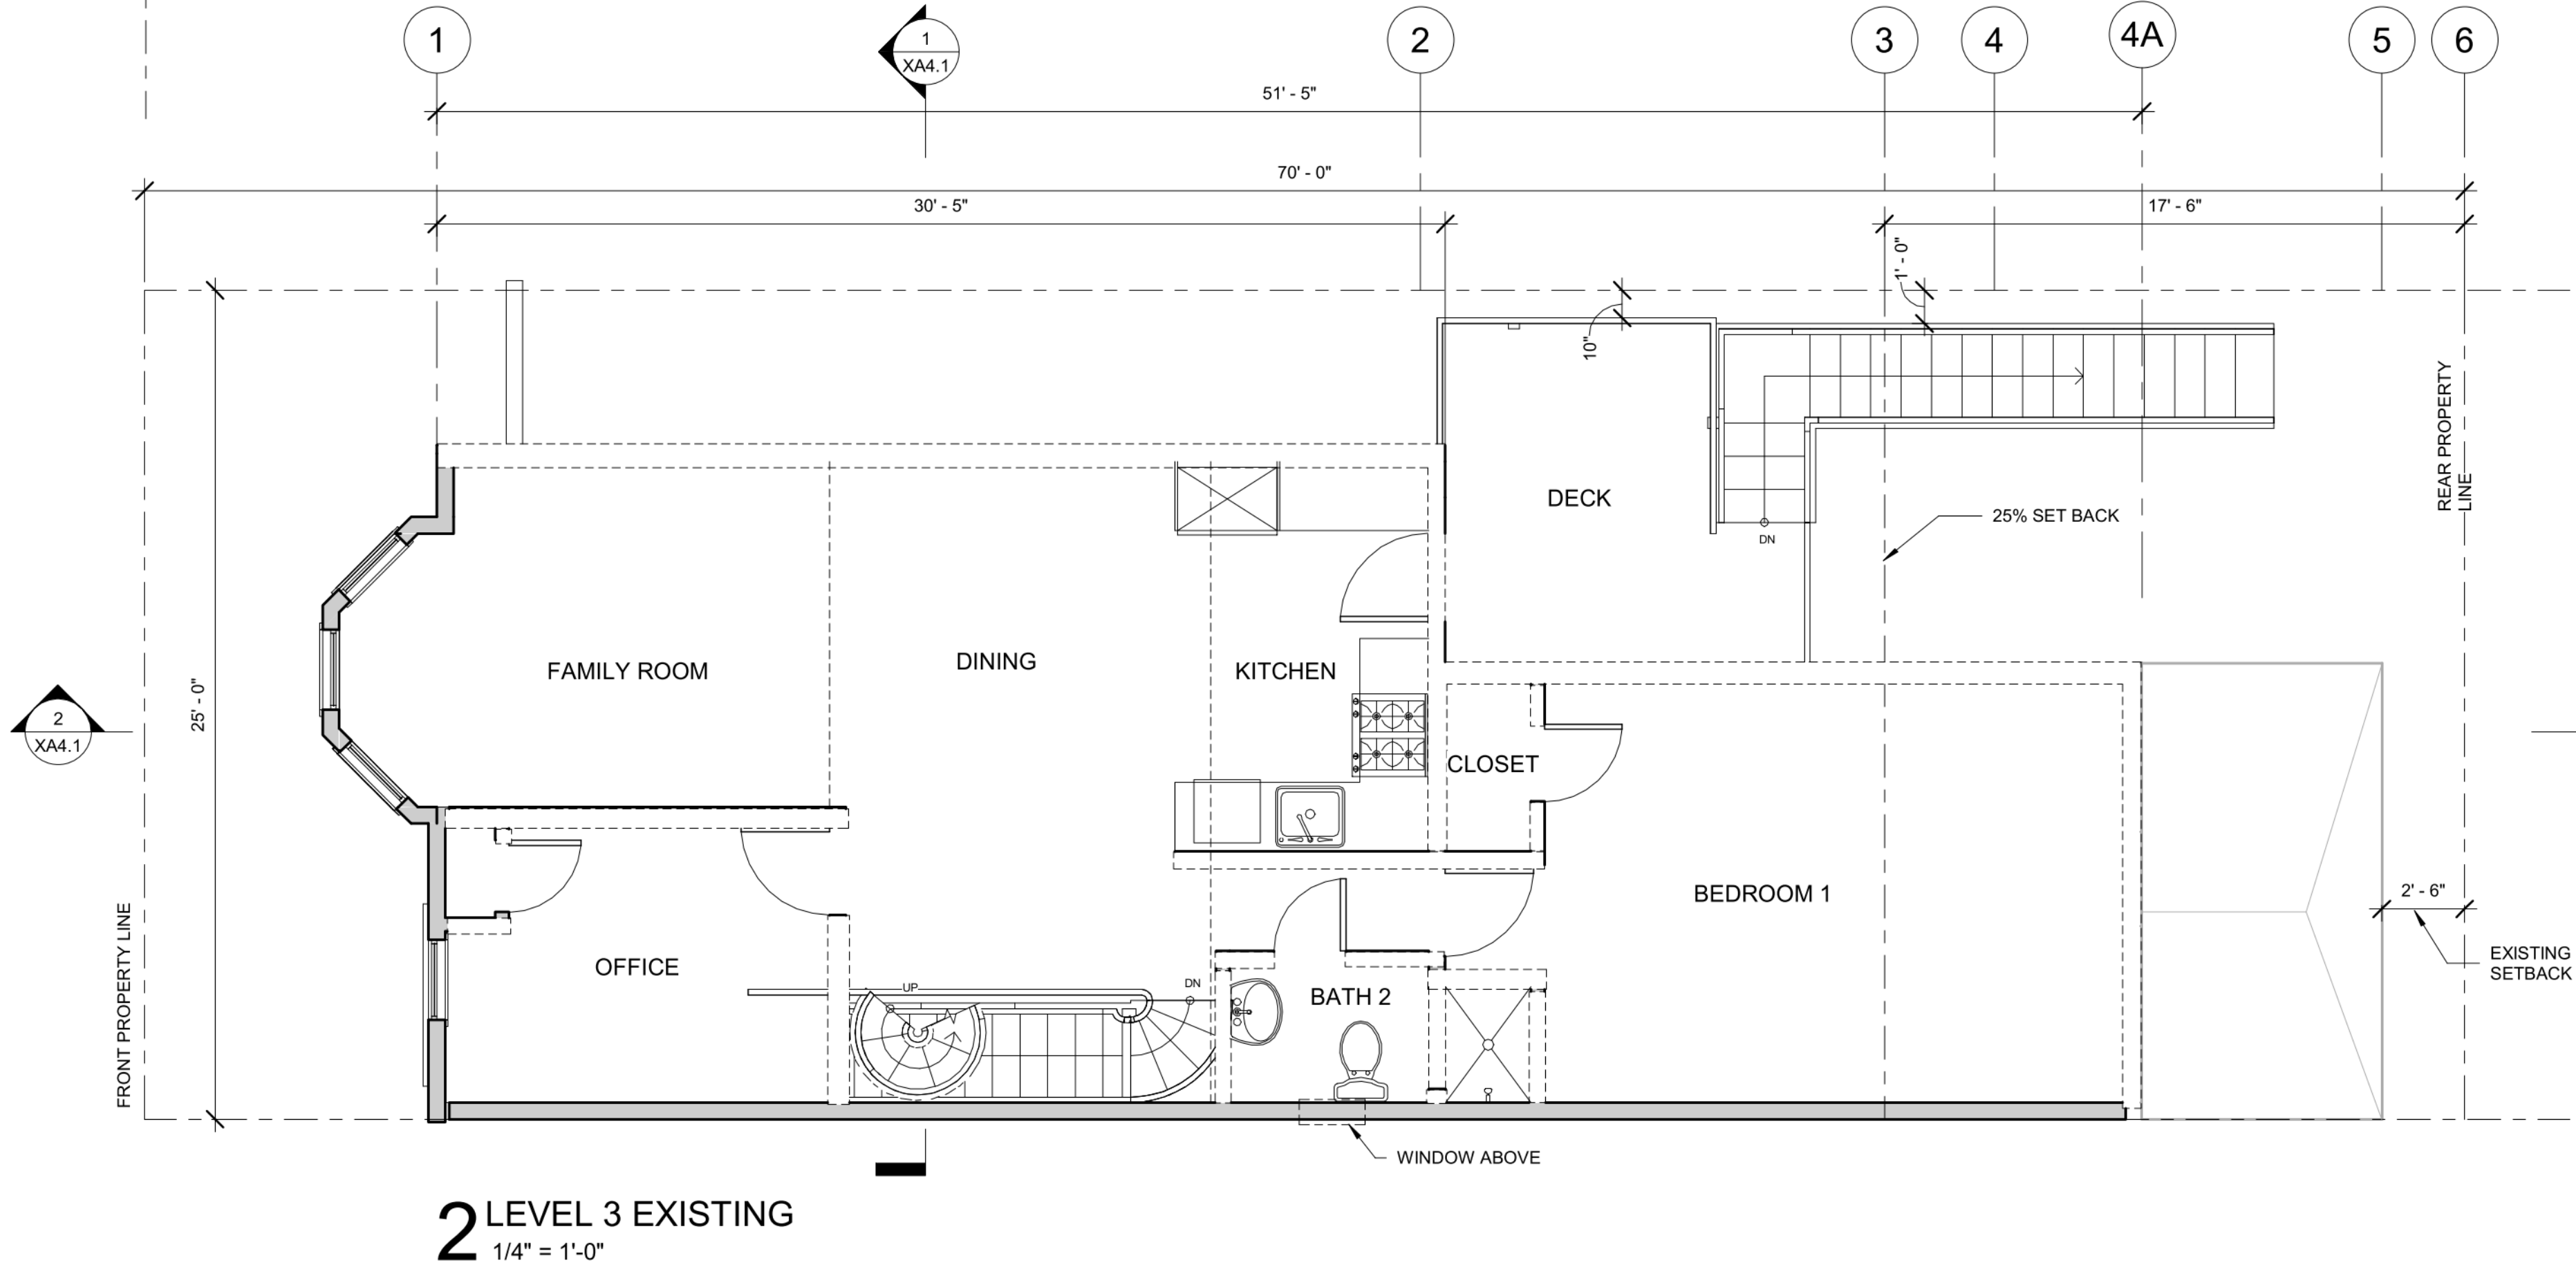 1
1
XA4.1
2
3
4
4A
5
6
51' - 5"
70' - 0"
30' - 5"
17' - 6"
1' - 0"
10"
25' - 0"
REAR PROPERTY
LINE
DECK
25% SET BACK
DN
FAMILY ROOM
DINING
KITCHEN
2
XA4.1
CLOSET
BEDROOM 1
2' - 6"
EXISTING
SETBACK
FRONT PROPERTY LINE
OFFICE
UP
DN
BATH 2
WINDOW ABOVE
2
LEVEL 3 EXISTING
1/4" = 1'-0"